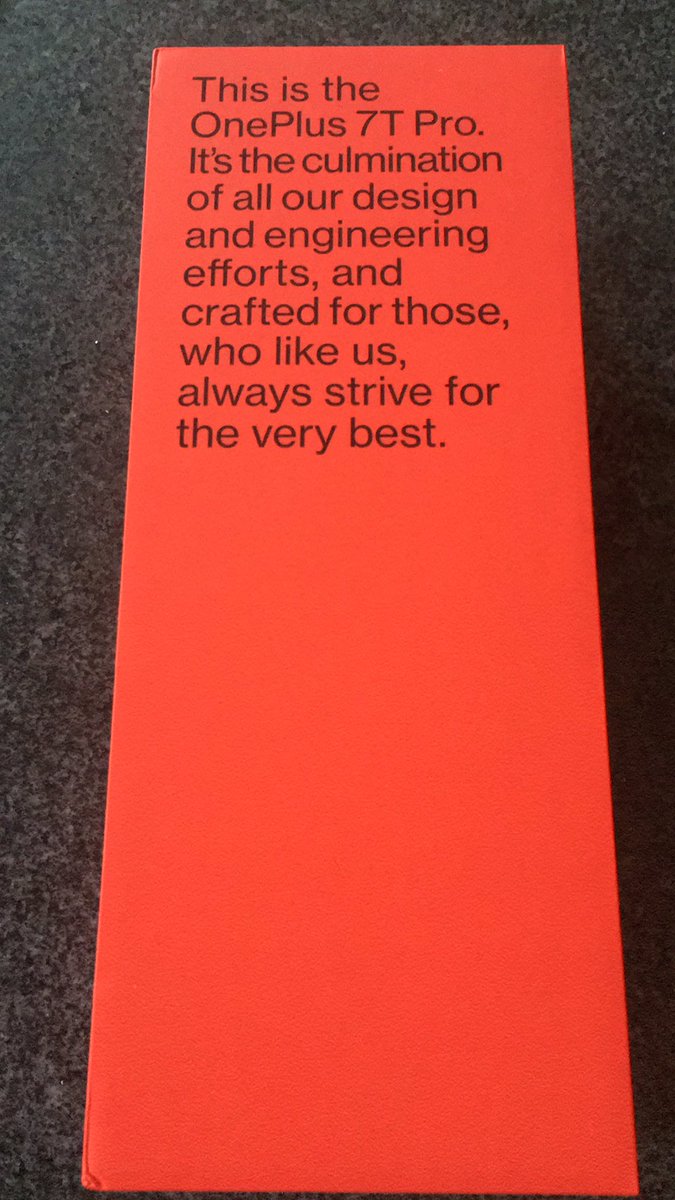 This is the
OnePlus 7T Pro.
It's the culmination
of all our design
and engineering
efforts, and
crafted for those,
who like us,
always strive for
the very best.